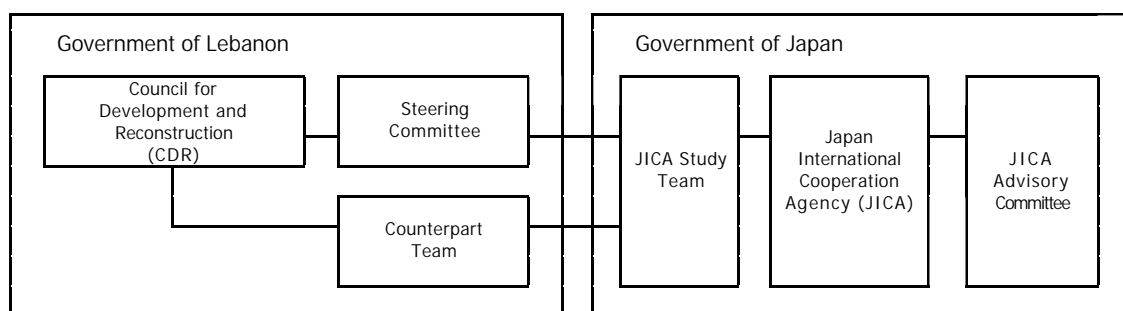 Government of Lebanon
Council for
Development and
Reconstruction
(CDR)
Steering
Committee
Counterpart
Team
Government of Japan
JICA Study
Team
Japan
International
Cooperation
Agency (JICA)
JICA
Advisory
Committee